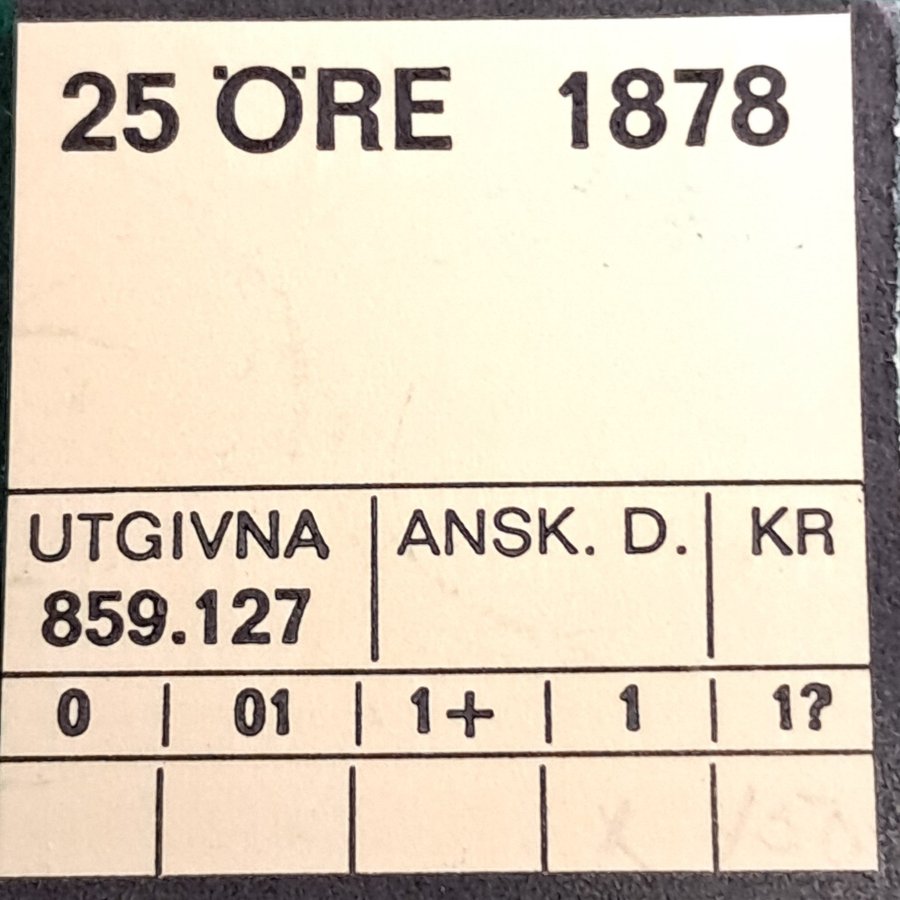 25 ÖRE 1878
UTGIVNA ANSK. D. KR
859.127
0 01 1+ 1 1?
x